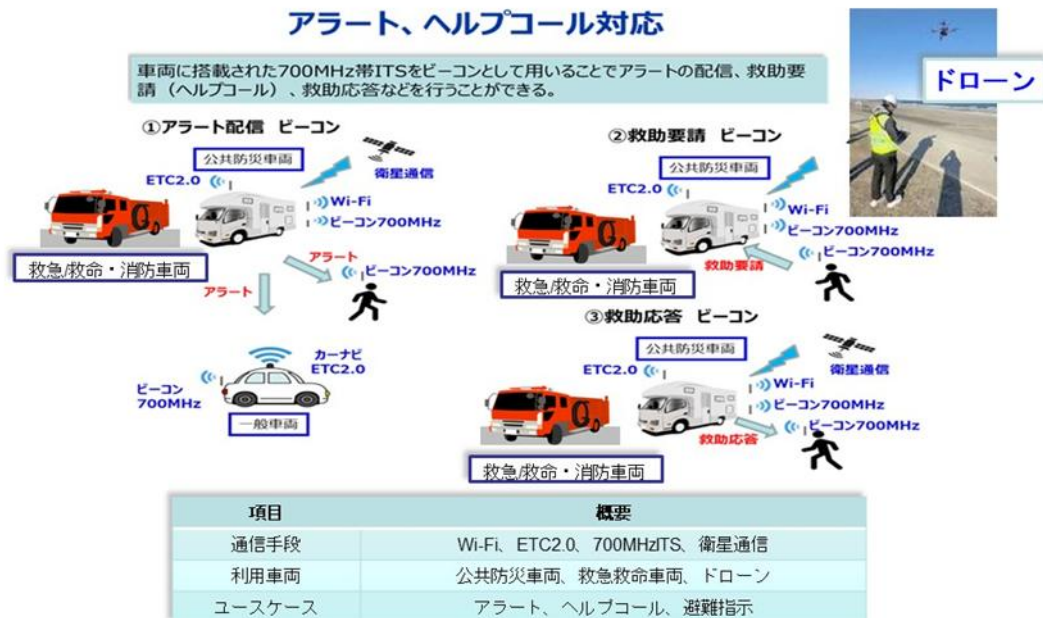 アラート、ヘルプコール対応
車両に搭載された700MHz帯ITSをビーコンとして用いることでアラートの配信、救助要
請（ヘルプコール）、救助応答などを行うことができる。
ドローン
①アラート配信 ビーコン
公共防災車両
衛星通信
ETC2.0
Wi-Fi
ビーコン700MHz
救急/救命・消防車両
アラート
ビーコン700MHz
アラート
カーナビ
ETC2.0
ビーコン
700MHz
一般車両
②救助要請 ビーコン
公共防災車両
ETC2.0
Wi-Fi
ビーコン700MHz
ビーコン700MHz
救助要請
救急/救命・消防車両
③救助応答 ビーコン
公共防災車両
衛星通信
ETC2.0
Wi-Fi
ビーコン700MHz
ビーコン700MHz
救助応答
救急/救命・消防車両
項目 概要
通信手段 Wi-Fi、ETC2.0、700MHzITS、衛星通信
利用車両 公共防災車両、救急救命車両、ドローン
ユースケース アラート、ヘルプコール、避難指示